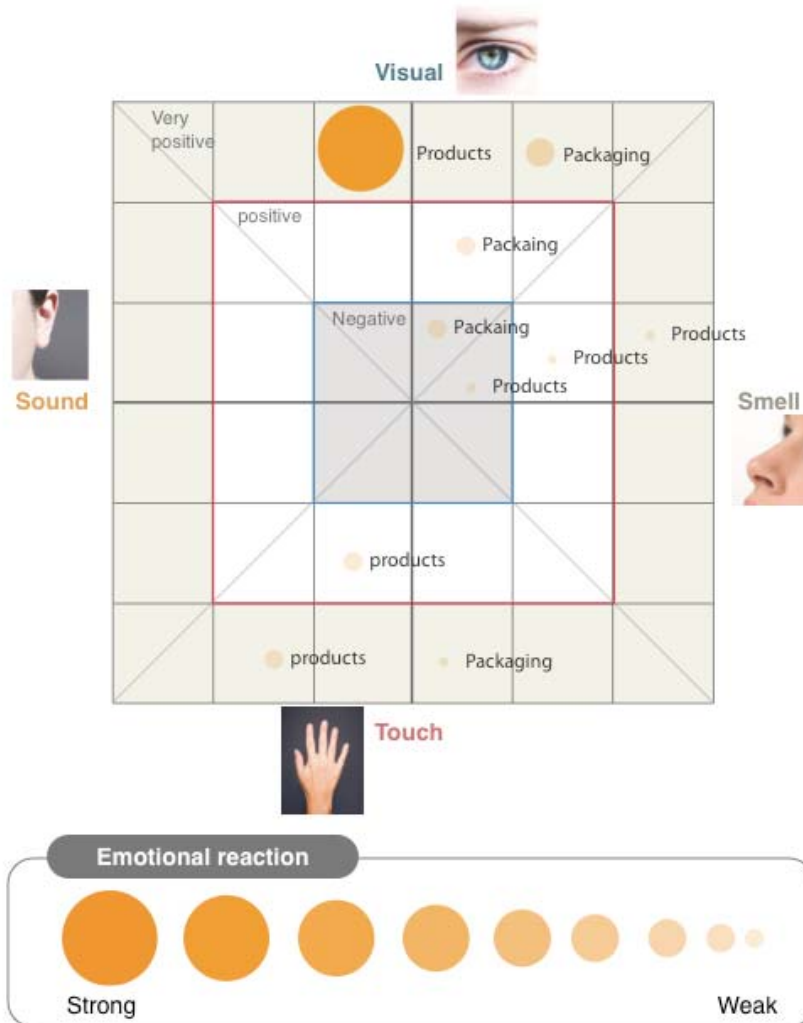 Visual
Very
positive
Products
Packaging
positive
Packaing
Negative
Packaing
Products
Products
Products
Sound
Smell
products
products
Packaging
Touch
Emotional reaction
Strong
Weak